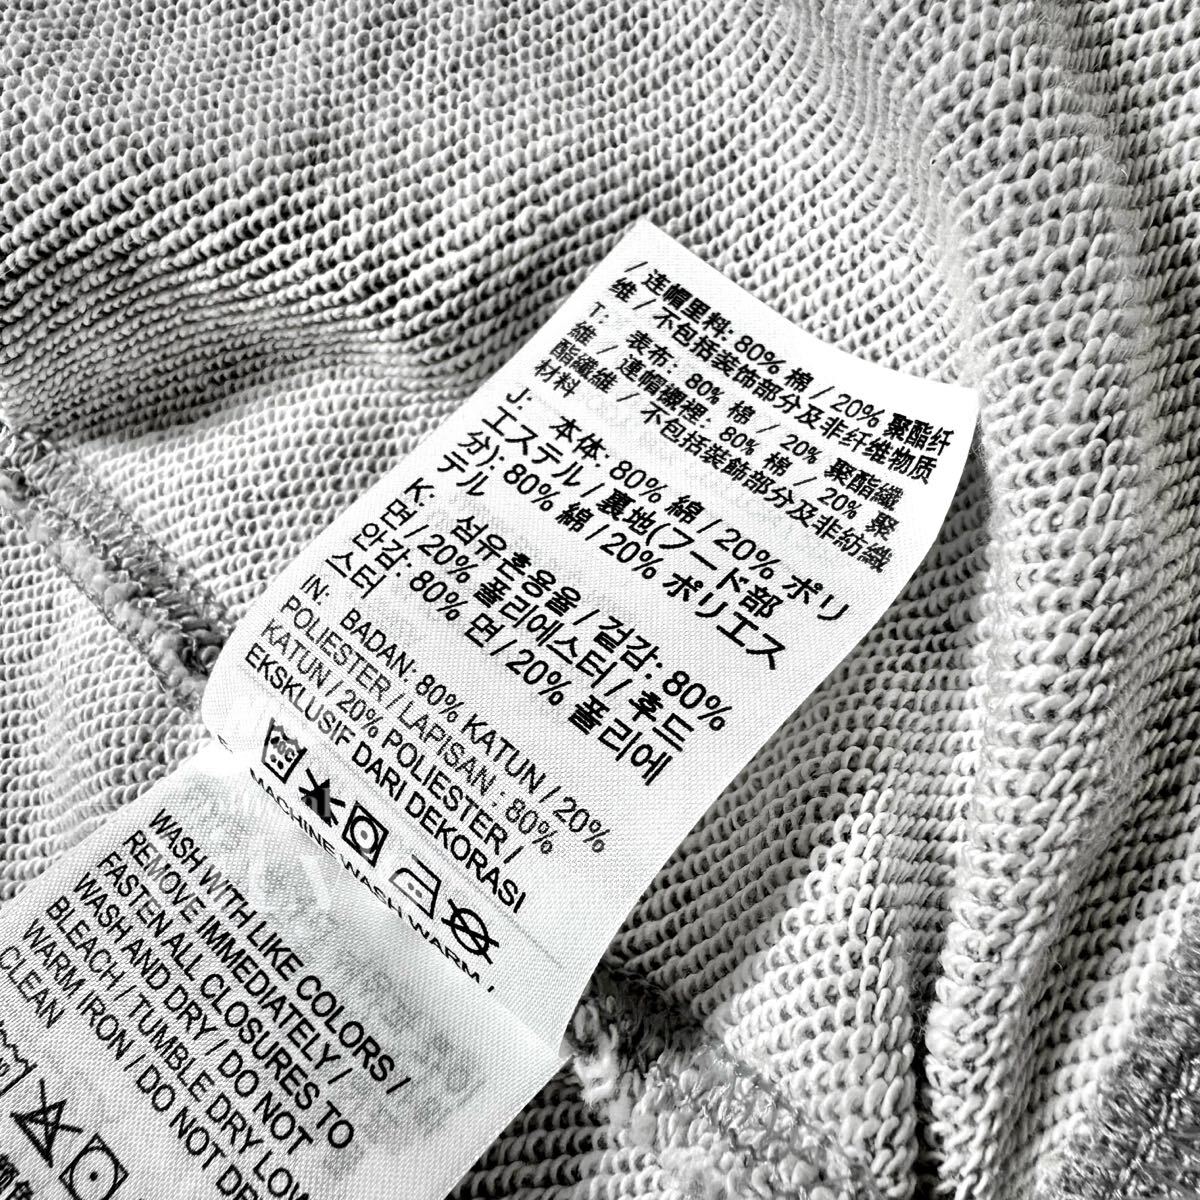 / 连帽里料: 80% 棉 / 20% 聚酯纤
维 / 不包括装饰部分及非纤维物质
T: 表布: 80% 棉 / 20% 聚酯纖
維 / 連帽襯裡: 80% 棉 / 20% 聚
酯纖維 / 不包括装飾部分及非紡織
材料
J: 本体: 80% 綿 / 20% ポリ
エステル / 裏地(フード部
分): 80% 綿 / 20% ポリエス
テル
K: 섬유혼용율 / 겉감: 80%
면 / 20% 폴리에스터 / 후드
안감: 80% 면 / 20% 폴리에
스터
IN: BADAN: 80% KATUN / 20%
POLIESTER / LAPISAN : 80%
KATUN / 20% POLIESTER /
EKSKLUSIF DARI DEKORASI
40C
MACHINE WASH WARM
WASH WITH LIKE COLORS /
REMOVE IMMEDIATELY /
FASTEN ALL CLOSURES TO
WASH AND DRY / DO NOT
BLEACH / TUMBLE DRY LOW
WARM IRON / DO NOT DR
CLEAN